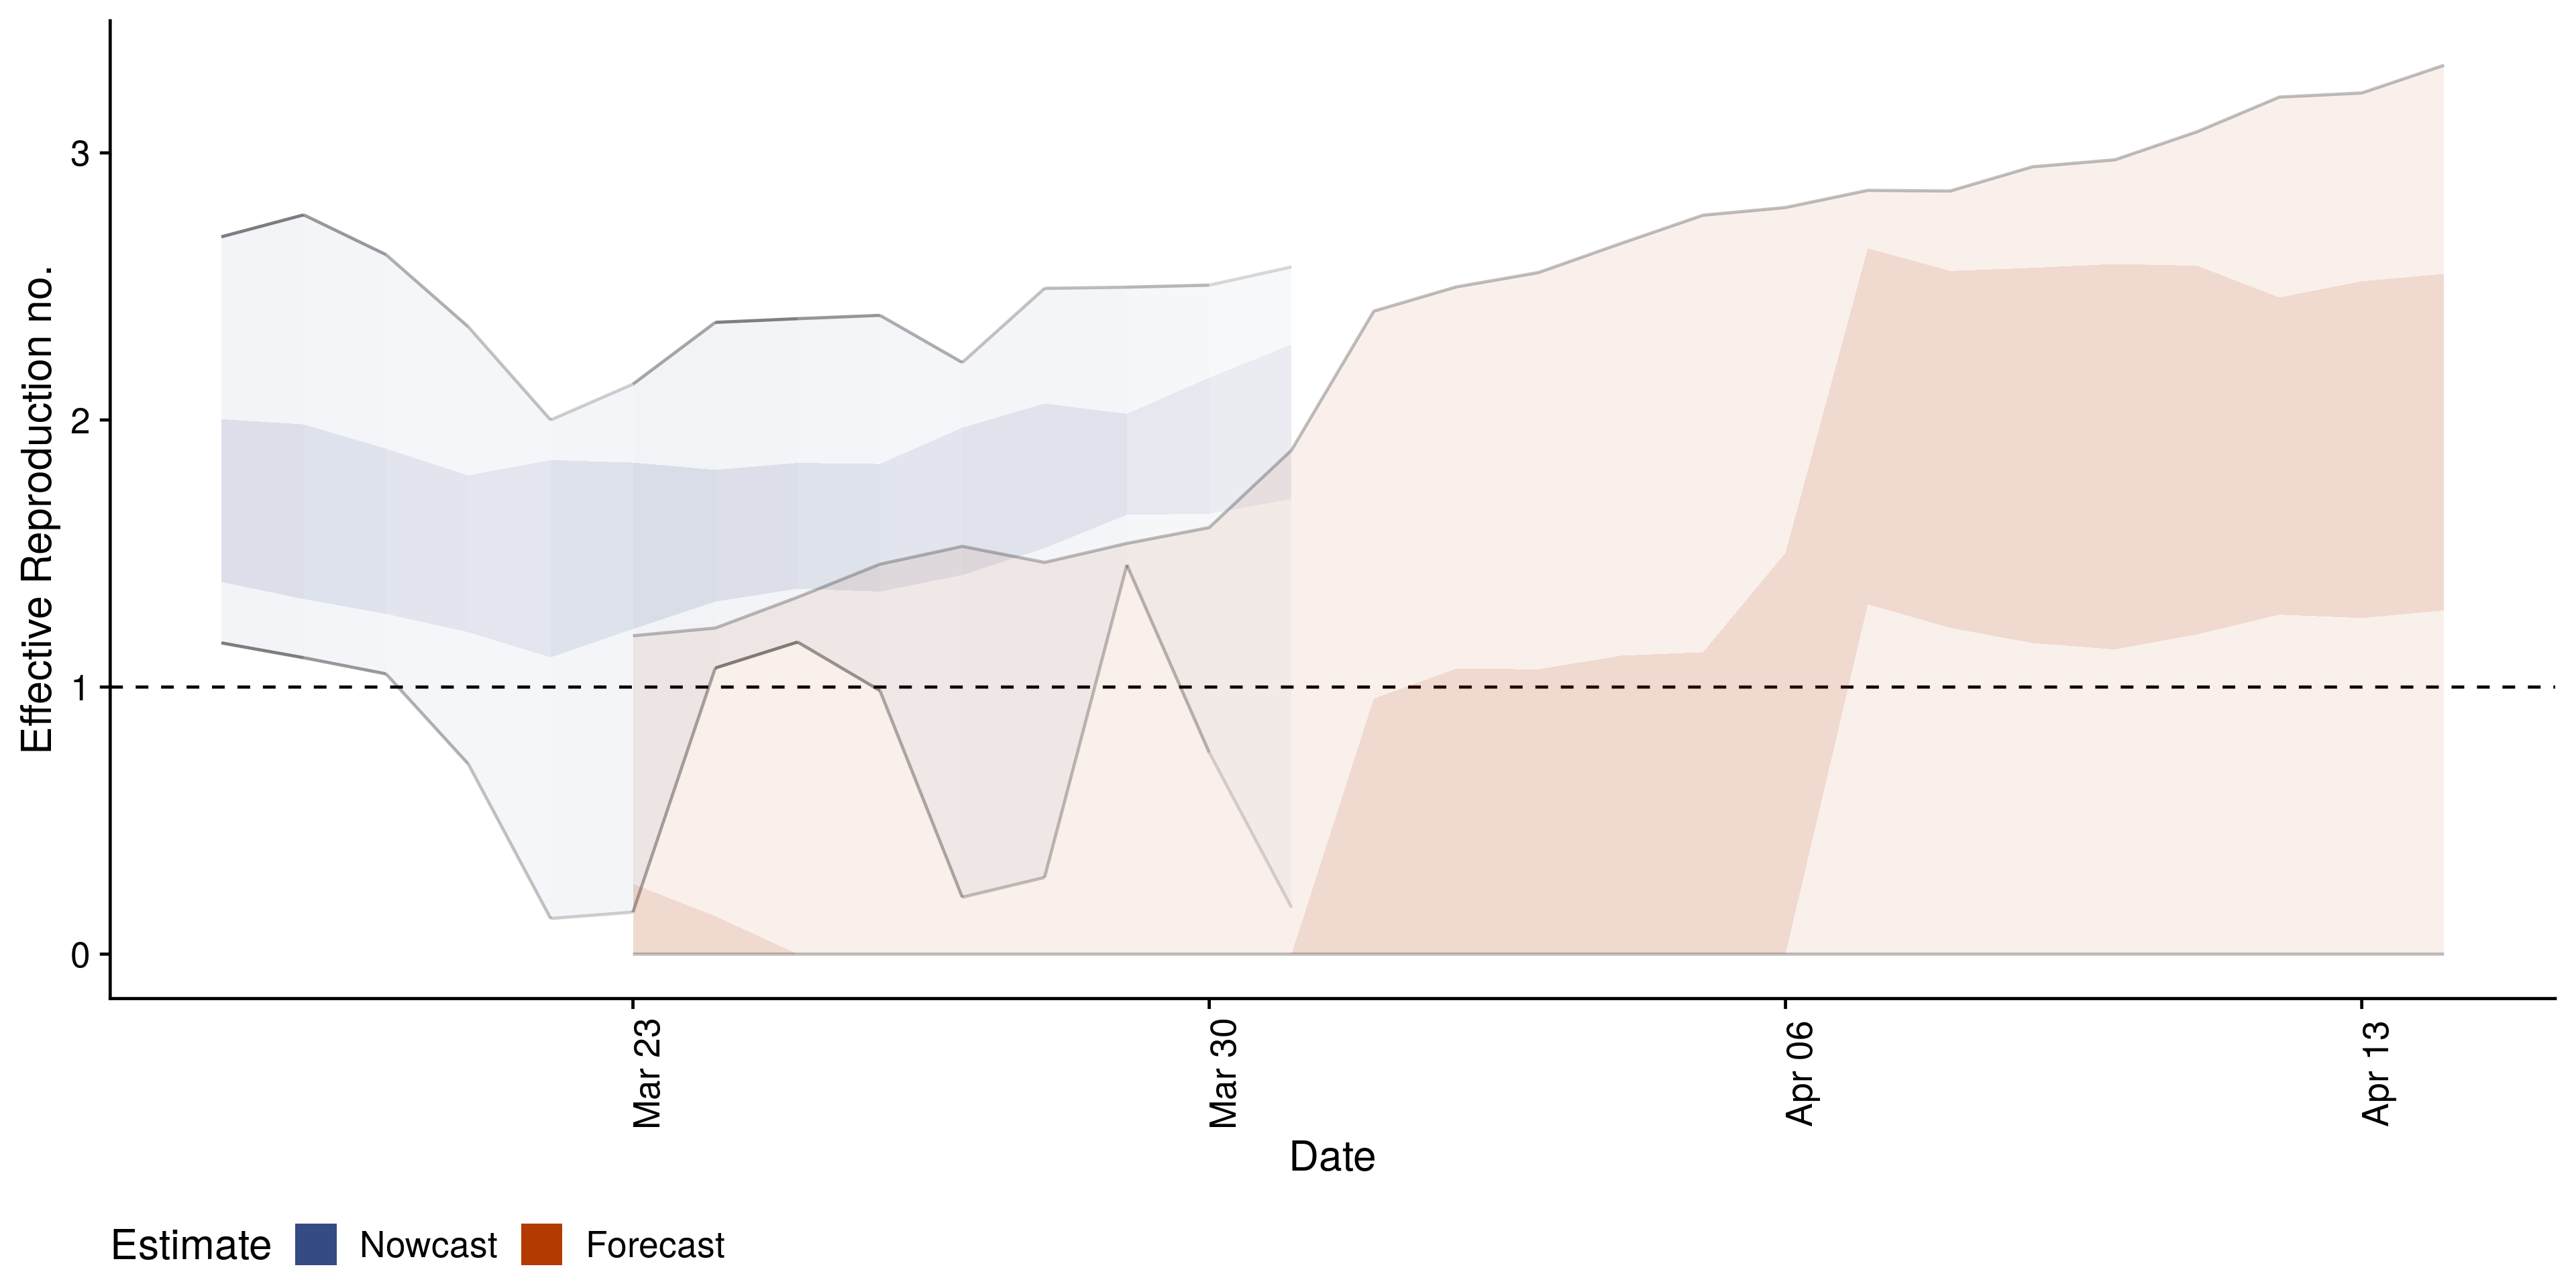 Effective Reproduction no.
3
2
1
0
Mar 23
Mar 30
Apr 06
Apr 13
Date
Estimate Nowcast Forecast